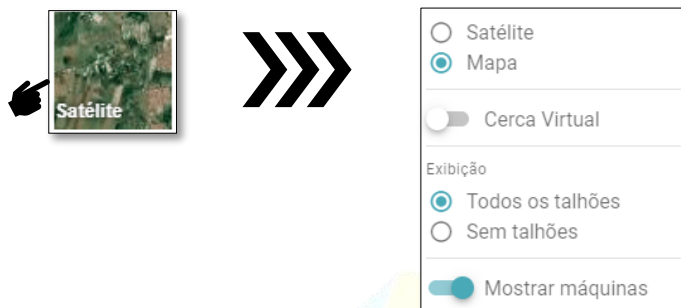 Satélite
Satélite
Mapa
Cerca Virtual
Exibição
Todos os talhões
Sem talhões
Mostrar máquinas